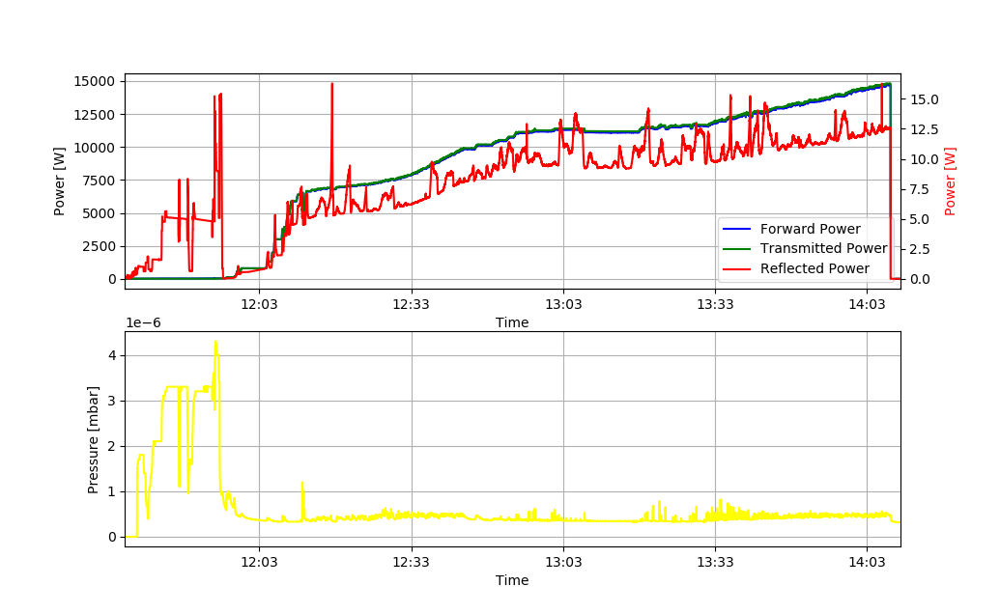 15000
12500
10000
7500
5000
2500
0
Power [W]
15.0
12.5
10.0
7.5
5.0
2.5
0.0
Power [W]
Forward Power
Transmitted Power
Reflected Power
12:03 12:33 13:03 13:33 14:03
Time
1e−6
4
3
2
1
0
Pressure [mbar]
12:03 12:33 13:03 13:33 14:03
Time